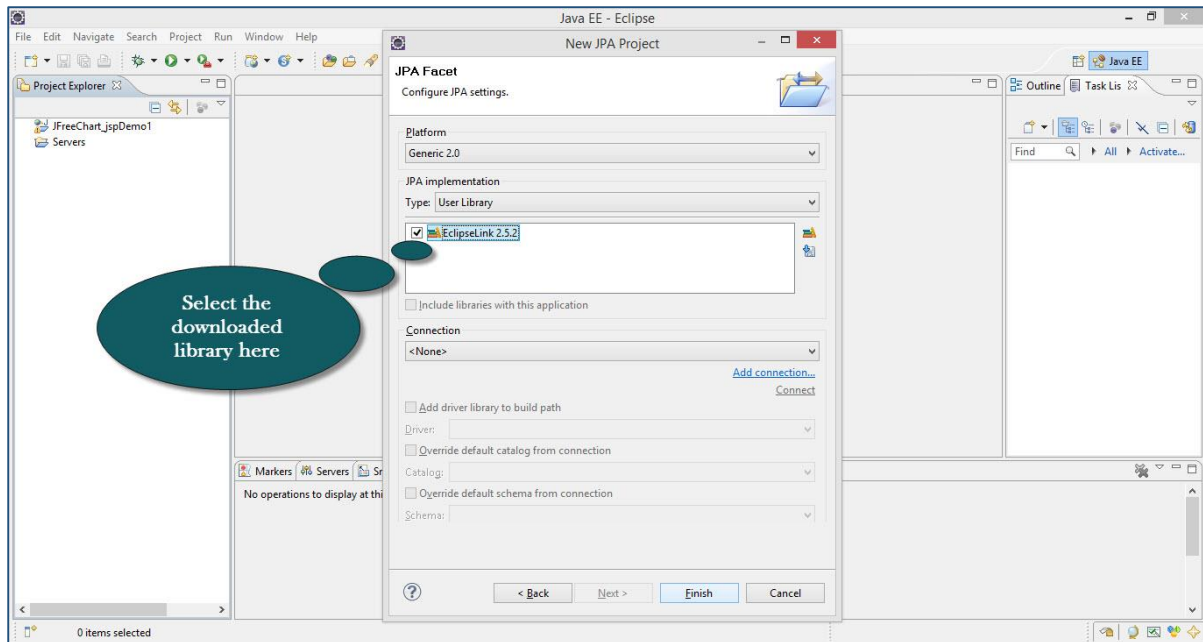 Java EE - Eclipse
File Edit Navigate Search Project Run Window Help
Java EE
Project Explorer
JFreeChart_jspDemo1
Servers
New JPA Project
JPA Facet
Configure JPA settings.
Platform
Generic 2.0
JPA implementation
Type: User Library
EclipseLink 2.5.2
Include libraries with this application
Connection
<None>
Add connection...
Connect
Add driver library to build path
Driver:
Override default catalog from connection
Catalog:
Override default schema from connection
Schema:
< Back Next > Finish Cancel
Select the
downloaded
library here
Outline Task Lis
Find All Activate...
Markers Servers Sn
No operations to display at thi
0 items selected